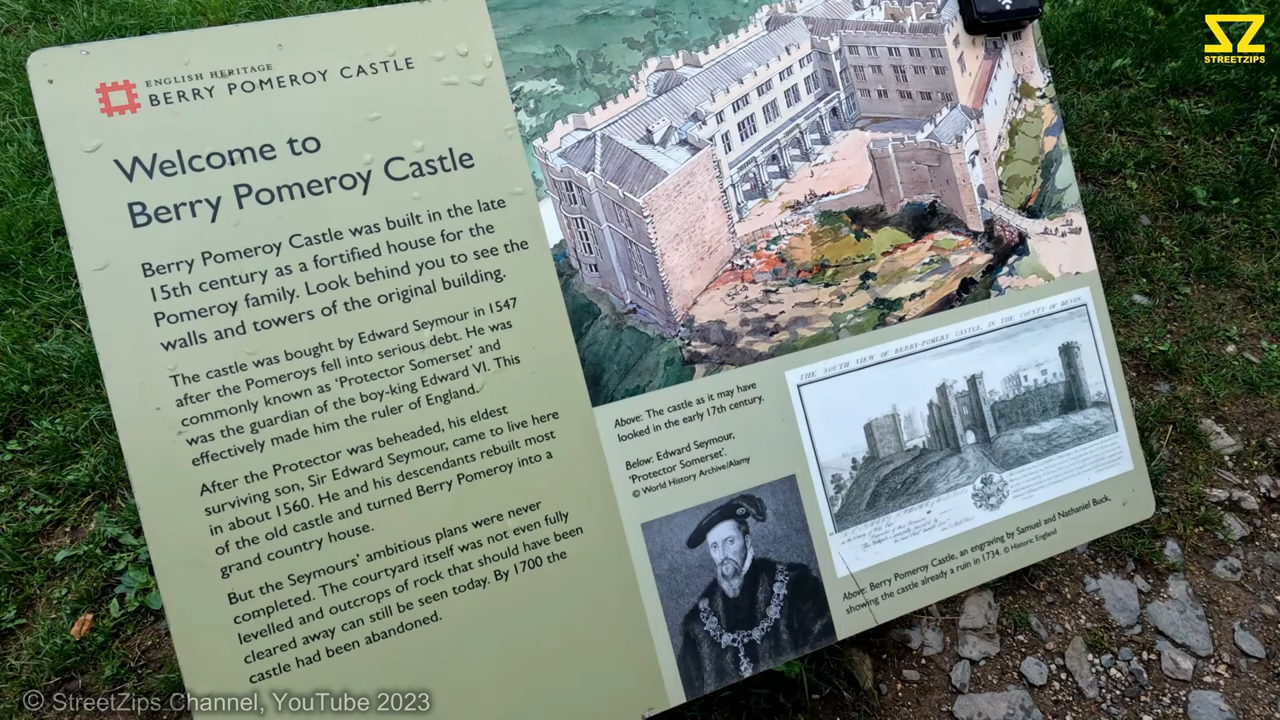 ENGLISH HERITAGE
BERRY POMEROY CASTLE
Welcome to
Berry Pomeroy Castle
Berry Pomeroy Castle was built in the late
15th century as a fortified house for the
Pomeroy family. Look behind you to see the
walls and towers of the original building.
The castle was bought by Edward Seymour in 1547
after the Pomeroys fell into serious debt. He was
commonly known as ‘Protector Somerset’ and
was the guardian of the boy-king Edward VI. This
effectively made him the ruler of England.
After the Protector was beheaded, his eldest
surviving son, Sir Edward Seymour, came to live here
in about 1560. He and his descendants rebuilt most
of the old castle and turned Berry Pomeroy into a
grand country house.
But the Seymours’ ambitious plans were never
completed. The courtyard itself was not even fully
levelled and outcrops of rock that should have been
cleared away can still be seen today. By 1700 the
castle had been abandoned.
Above: The castle as it may have
looked in the early 17th century.
Below: Edward Seymour,
‘Protector Somerset’.
© World History Archive/Alamy
THE SOUTH VIEW OF BERRY-POMERY CASTLE, IN THE COUNTY OF DEVON.
Above: Berry Pomeroy Castle, an engraving by Samuel and Nathaniel Buck,
showing the castle already a ruin in 1734. © Historic England
SZ
STREETZIPS
© StreetZips Channel, YouTube 2023